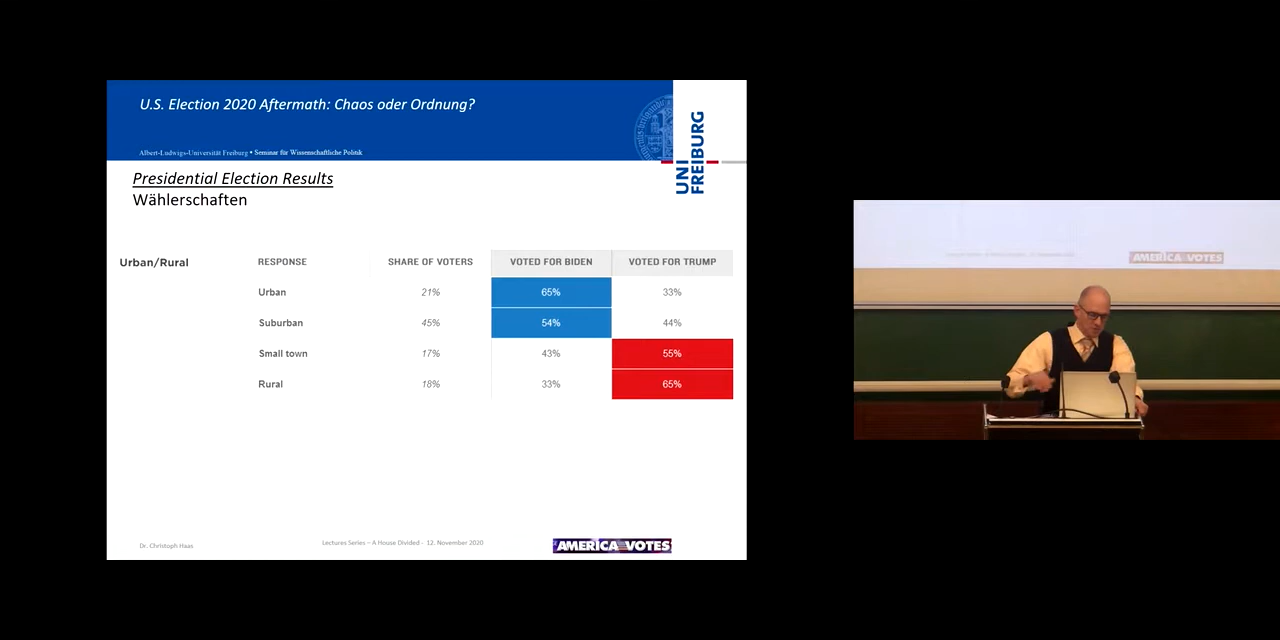 U.S. Election 2020 Aftermath: Chaos oder Ordnung?
Albert-Ludwigs-Universität Freiburg • Seminar für Wissenschaftliche Politik
UNI
FREIBURG
Presidential Election Results
Wählerschaften
Urban/Rural RESPONSE SHARE OF VOTERS VOTED FOR BIDEN VOTED FOR TRUMP
Urban 21% 65% 33%
Suburban 45% 54% 44%
Small town 17% 43% 55%
Rural 18% 33% 65%
Dr. Christoph Haas
Lectures Series – A House Divided - 12. November 2020
AMERICA VOTES
AMERICA VOTES